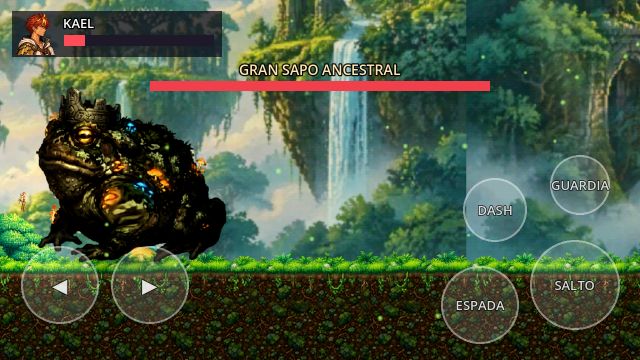 KAEL
GRAN SAPO ANCESTRAL
GUARDIA
DASH
SALTO
ESPADA